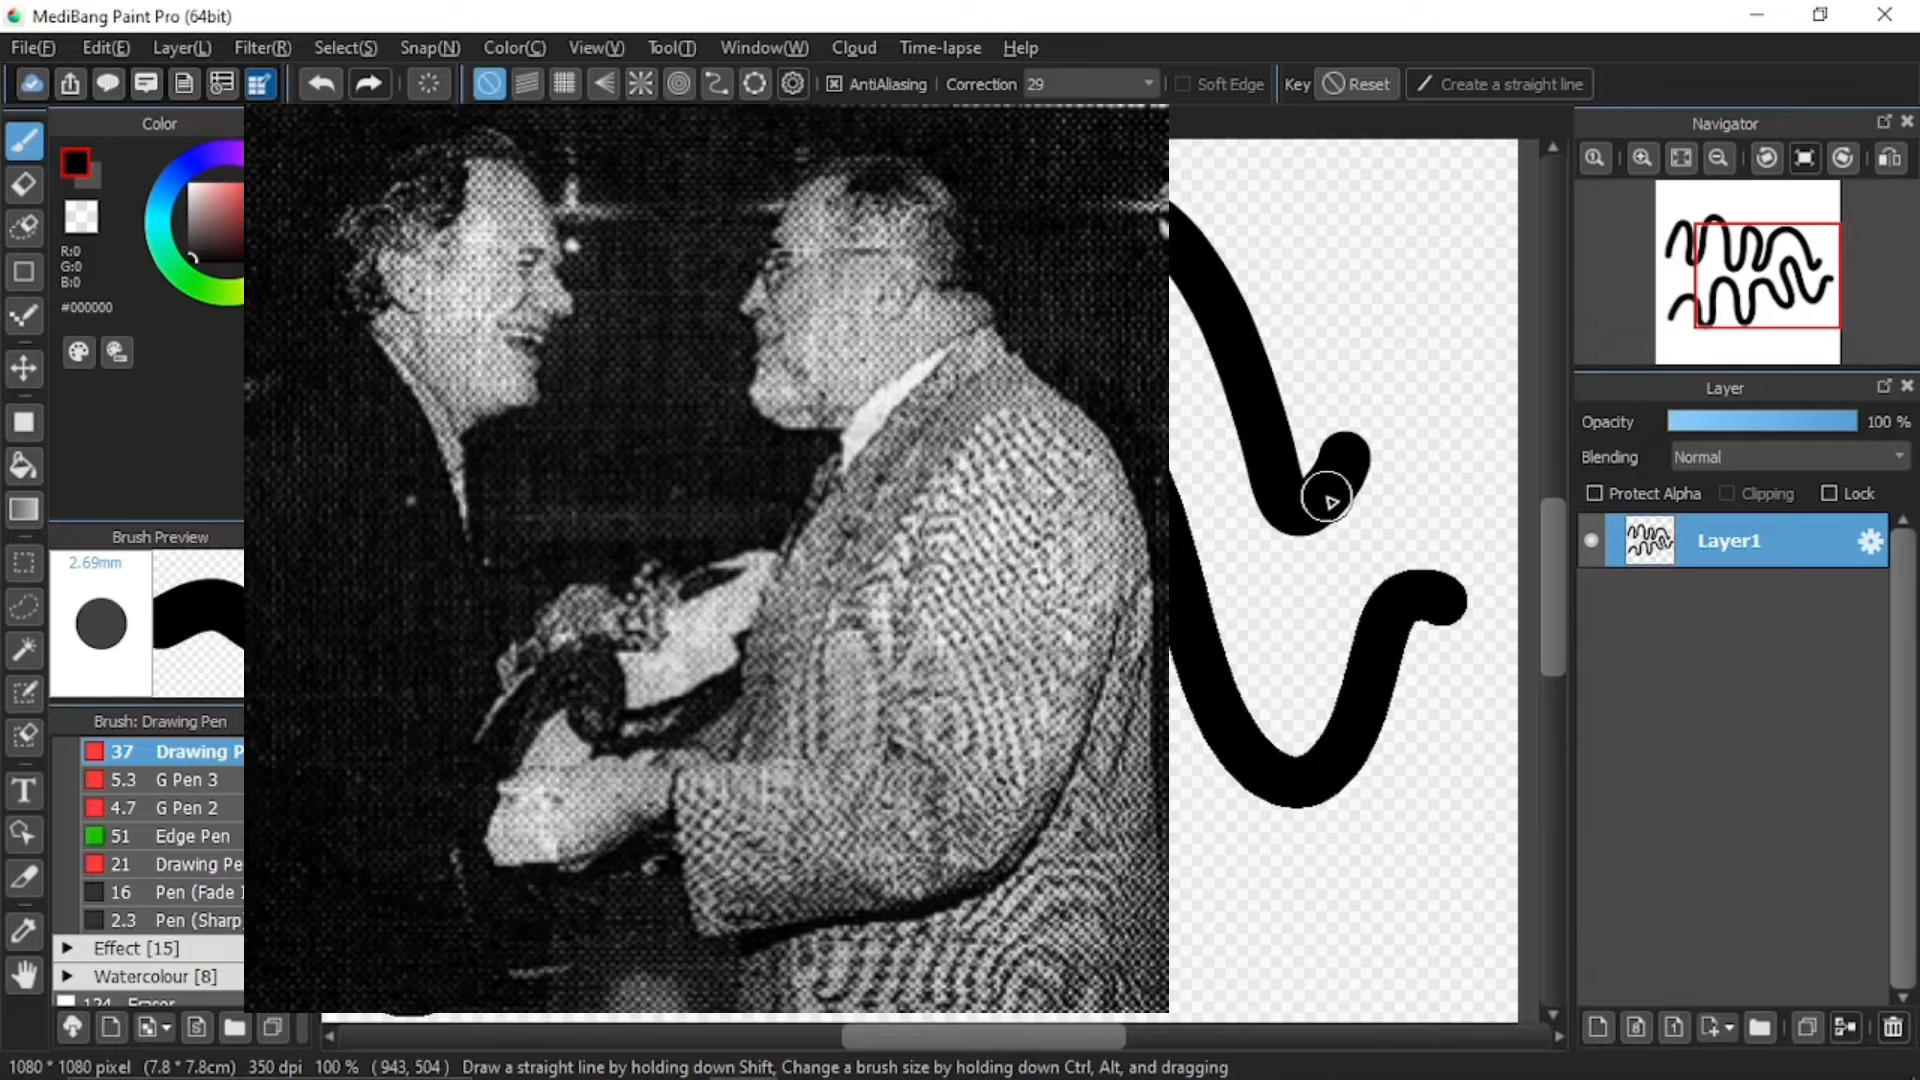 MediBang Paint Pro (64bit)
File(F) Edit(E) Layer(L) Filter(R) Select(S) Snap(N) Color(C) View(V) Tool(T) Window(W) Cloud Time-lapse Help
AntiAliasing Correction 29 Soft Edge Key Reset Create a straight line
Color
R:0
G:0
B:0
#000000
Brush Preview
2.69mm
Brush: Drawing Pen
37 Drawing P
5.3 G Pen 3
4.7 G Pen 2
51 Edge Pen
21 Drawing Pe
16 Pen (Fade I
2.3 Pen (Sharp)
Effect [15]
Watercolour [8]
124 Eraser
Navigator
Layer
Opacity 100 %
Blending Normal
Protect Alpha Clipping Lock
Layer1
1080 * 1080 pixel (7.8 * 7.8cm) 350 dpi 100 % ( 943, 504 ) Draw a straight line by holding down Shift, Change a brush size by holding down Ctrl, Alt, and dragging